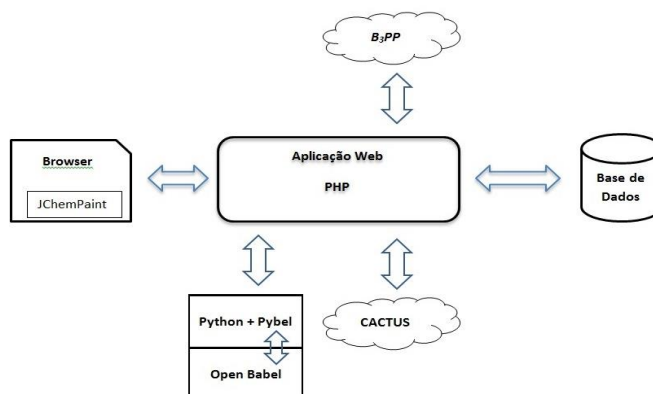 B₃PP
Aplicação Web
PHP
Browser
JChemPaint
Base de
Dados
Python + Pybel
Open Babel
CACTUS